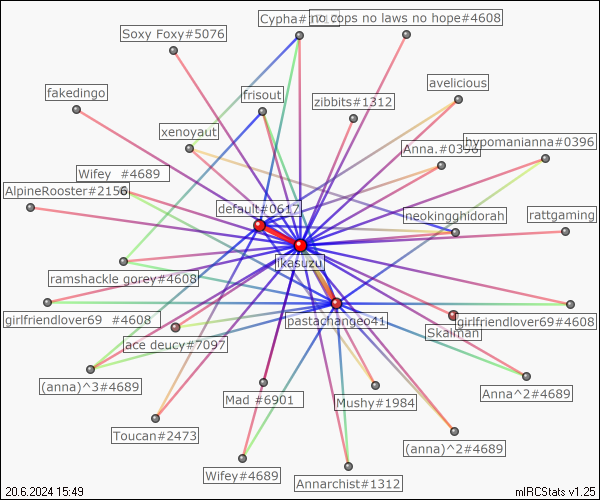 Cypha#1312
no cops no laws no hope#4608
Soxy Foxy#5076
avelicious
fakedingo
frisout
zibbits#1312
xenoyaut
Anna.#0396
hypomanianna#0396
Wifey  #4689
AlpineRooster#2156
default#0617
neokingghidorah
rattgaming
ikasuzu
ramshackle gorey#4608
girlfriendlover69  #4608
pastachangeo41
Skalman
girlfriendlover69#4608
ace deucy#7097
(anna)^3#4689
Anna^2#4689
Mad #6901
Mushy#1984
Toucan#2473
(anna)^2#4689
Wifey#4689
Annarchist#1312
20.6.2024 15:49
mIRCStats v1.25